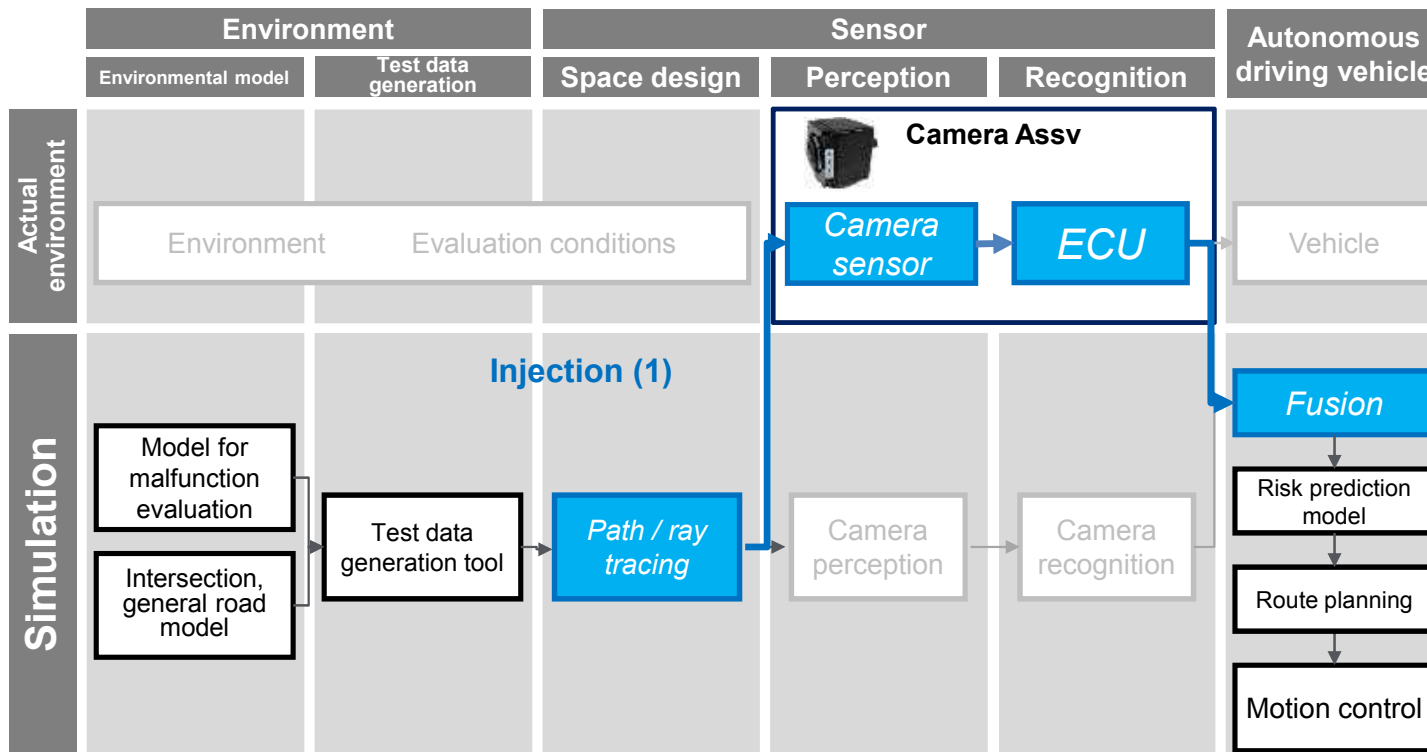 Environment
Sensor
Autonomous
driving vehicle
Environmental model
Test data
generation
Space design
Perception
Recognition
Actual
environment
Camera Assv
Environment
Evaluation conditions
Camera
sensor
ECU
Vehicle
Simulation
Injection (1)
Fusion
Model for
malfunction
evaluation
Intersection,
general road
model
Test data
generation tool
Path / ray
tracing
Camera
perception
Camera
recognition
Risk prediction
model
Route planning
Motion control